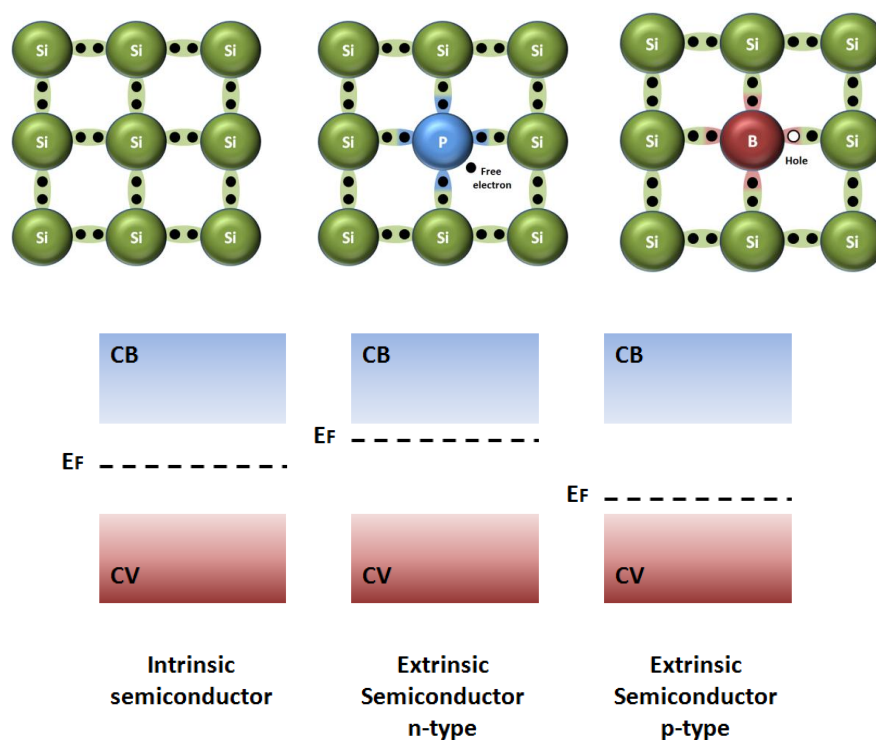 Si Si Si
Si Si Si
Si Si Si
Si Si Si
Si P Si
Free
electron
Si Si Si
Si Si Si
Si B Si
Hole
Si Si Si
CB
EF
CV
CB
EF
CV
CB
EF
CV
Intrinsic
semiconductor
Extrinsic
Semiconductor
n-type
Extrinsic
Semiconductor
p-type